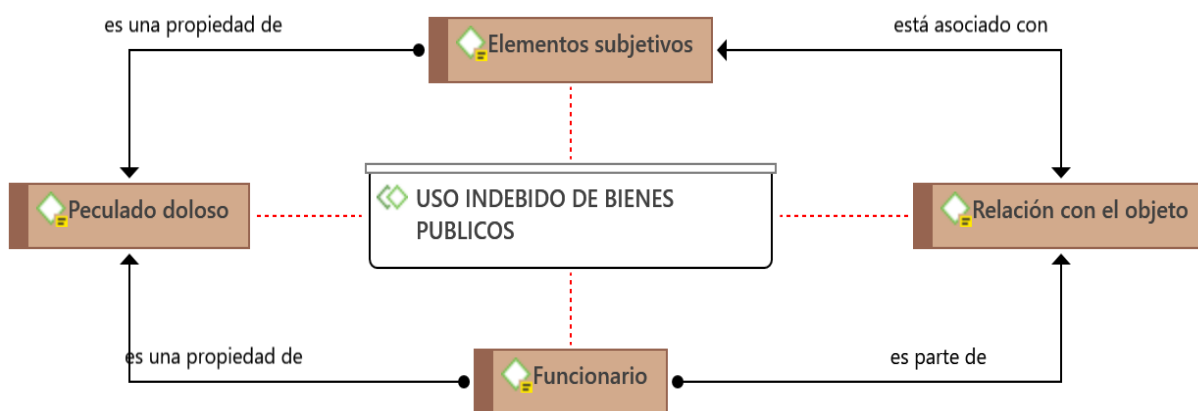 es una propiedad de
Elementos subjetivos
está asociado con
Peculado doloso
USO INDEBIDO DE BIENES
PUBLICOS
Relación con el objeto
es una propiedad de
Funcionario
es parte de